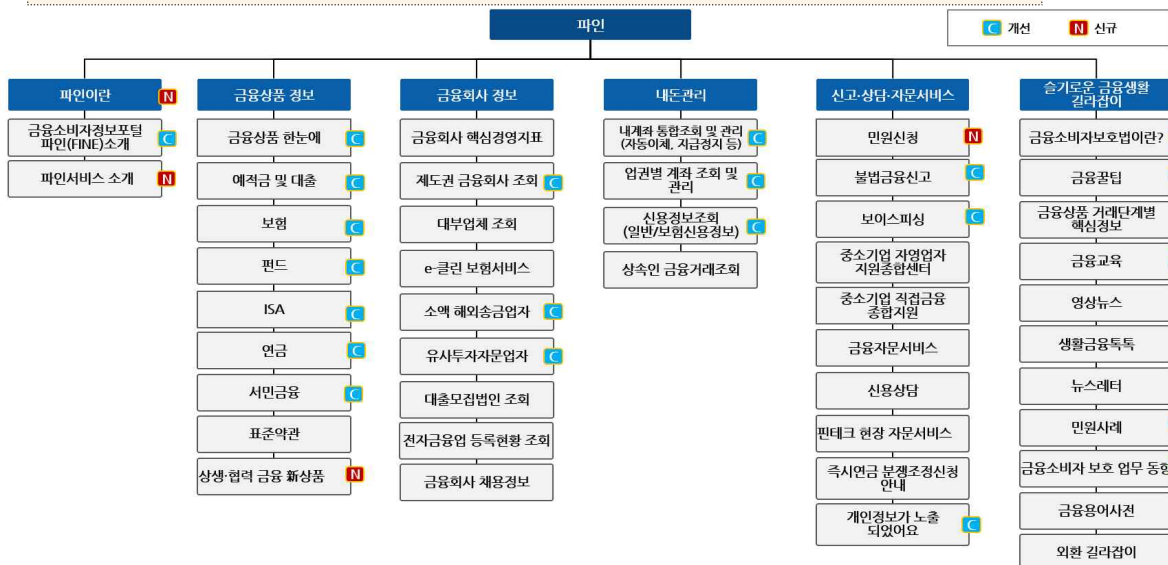 파인
C 개선 N 신규
파인이란 N
금융소비자정보포털
파인(FINE)소개 C
파인서비스 소개 N
금융상품 정보
금융상품 한눈에 C
예적금 및 대출 C
보험 C
펀드 C
ISA C
연금 C
서민금융 C
표준약관
상생·협력 금융 新상품 N
금융회사 정보
금융회사 핵심경영지표
제도권 금융회사 조회 C
대부업체 조회
e-클린 보험서비스
소액 해외송금업자 C
유사투자자문업자 C
대출모집법인 조회
전자금융업 등록현황 조회
금융회사 채용정보
내돈관리
내계좌 통합조회 및 관리
(자동이체, 지급정지 등) C
업권별 계좌 조회 및
관리 C
신용정보조회
(일반/보험신용정보) C
상속인 금융거래조회
신고·상담·자문서비스
민원신청 N
불법금융신고 C
보이스피싱 C
중소기업 자영업자
지원종합센터
중소기업 직접금융
종합지원
금융자문서비스
신용상담
핀테크 현장 자문서비스
즉시연금 분쟁조정신청
안내
개인정보가 노출
되었어요 C
슬기로운 금융생활
길라잡이
금융소비자보호법이란?
금융꿀팁
금융상품 거래단계별
핵심정보
금융교육
영상뉴스
생활금융톡톡
뉴스레터
민원사례
금융소비자 보호 업무 동향
금융용어사전
외환 길라잡이